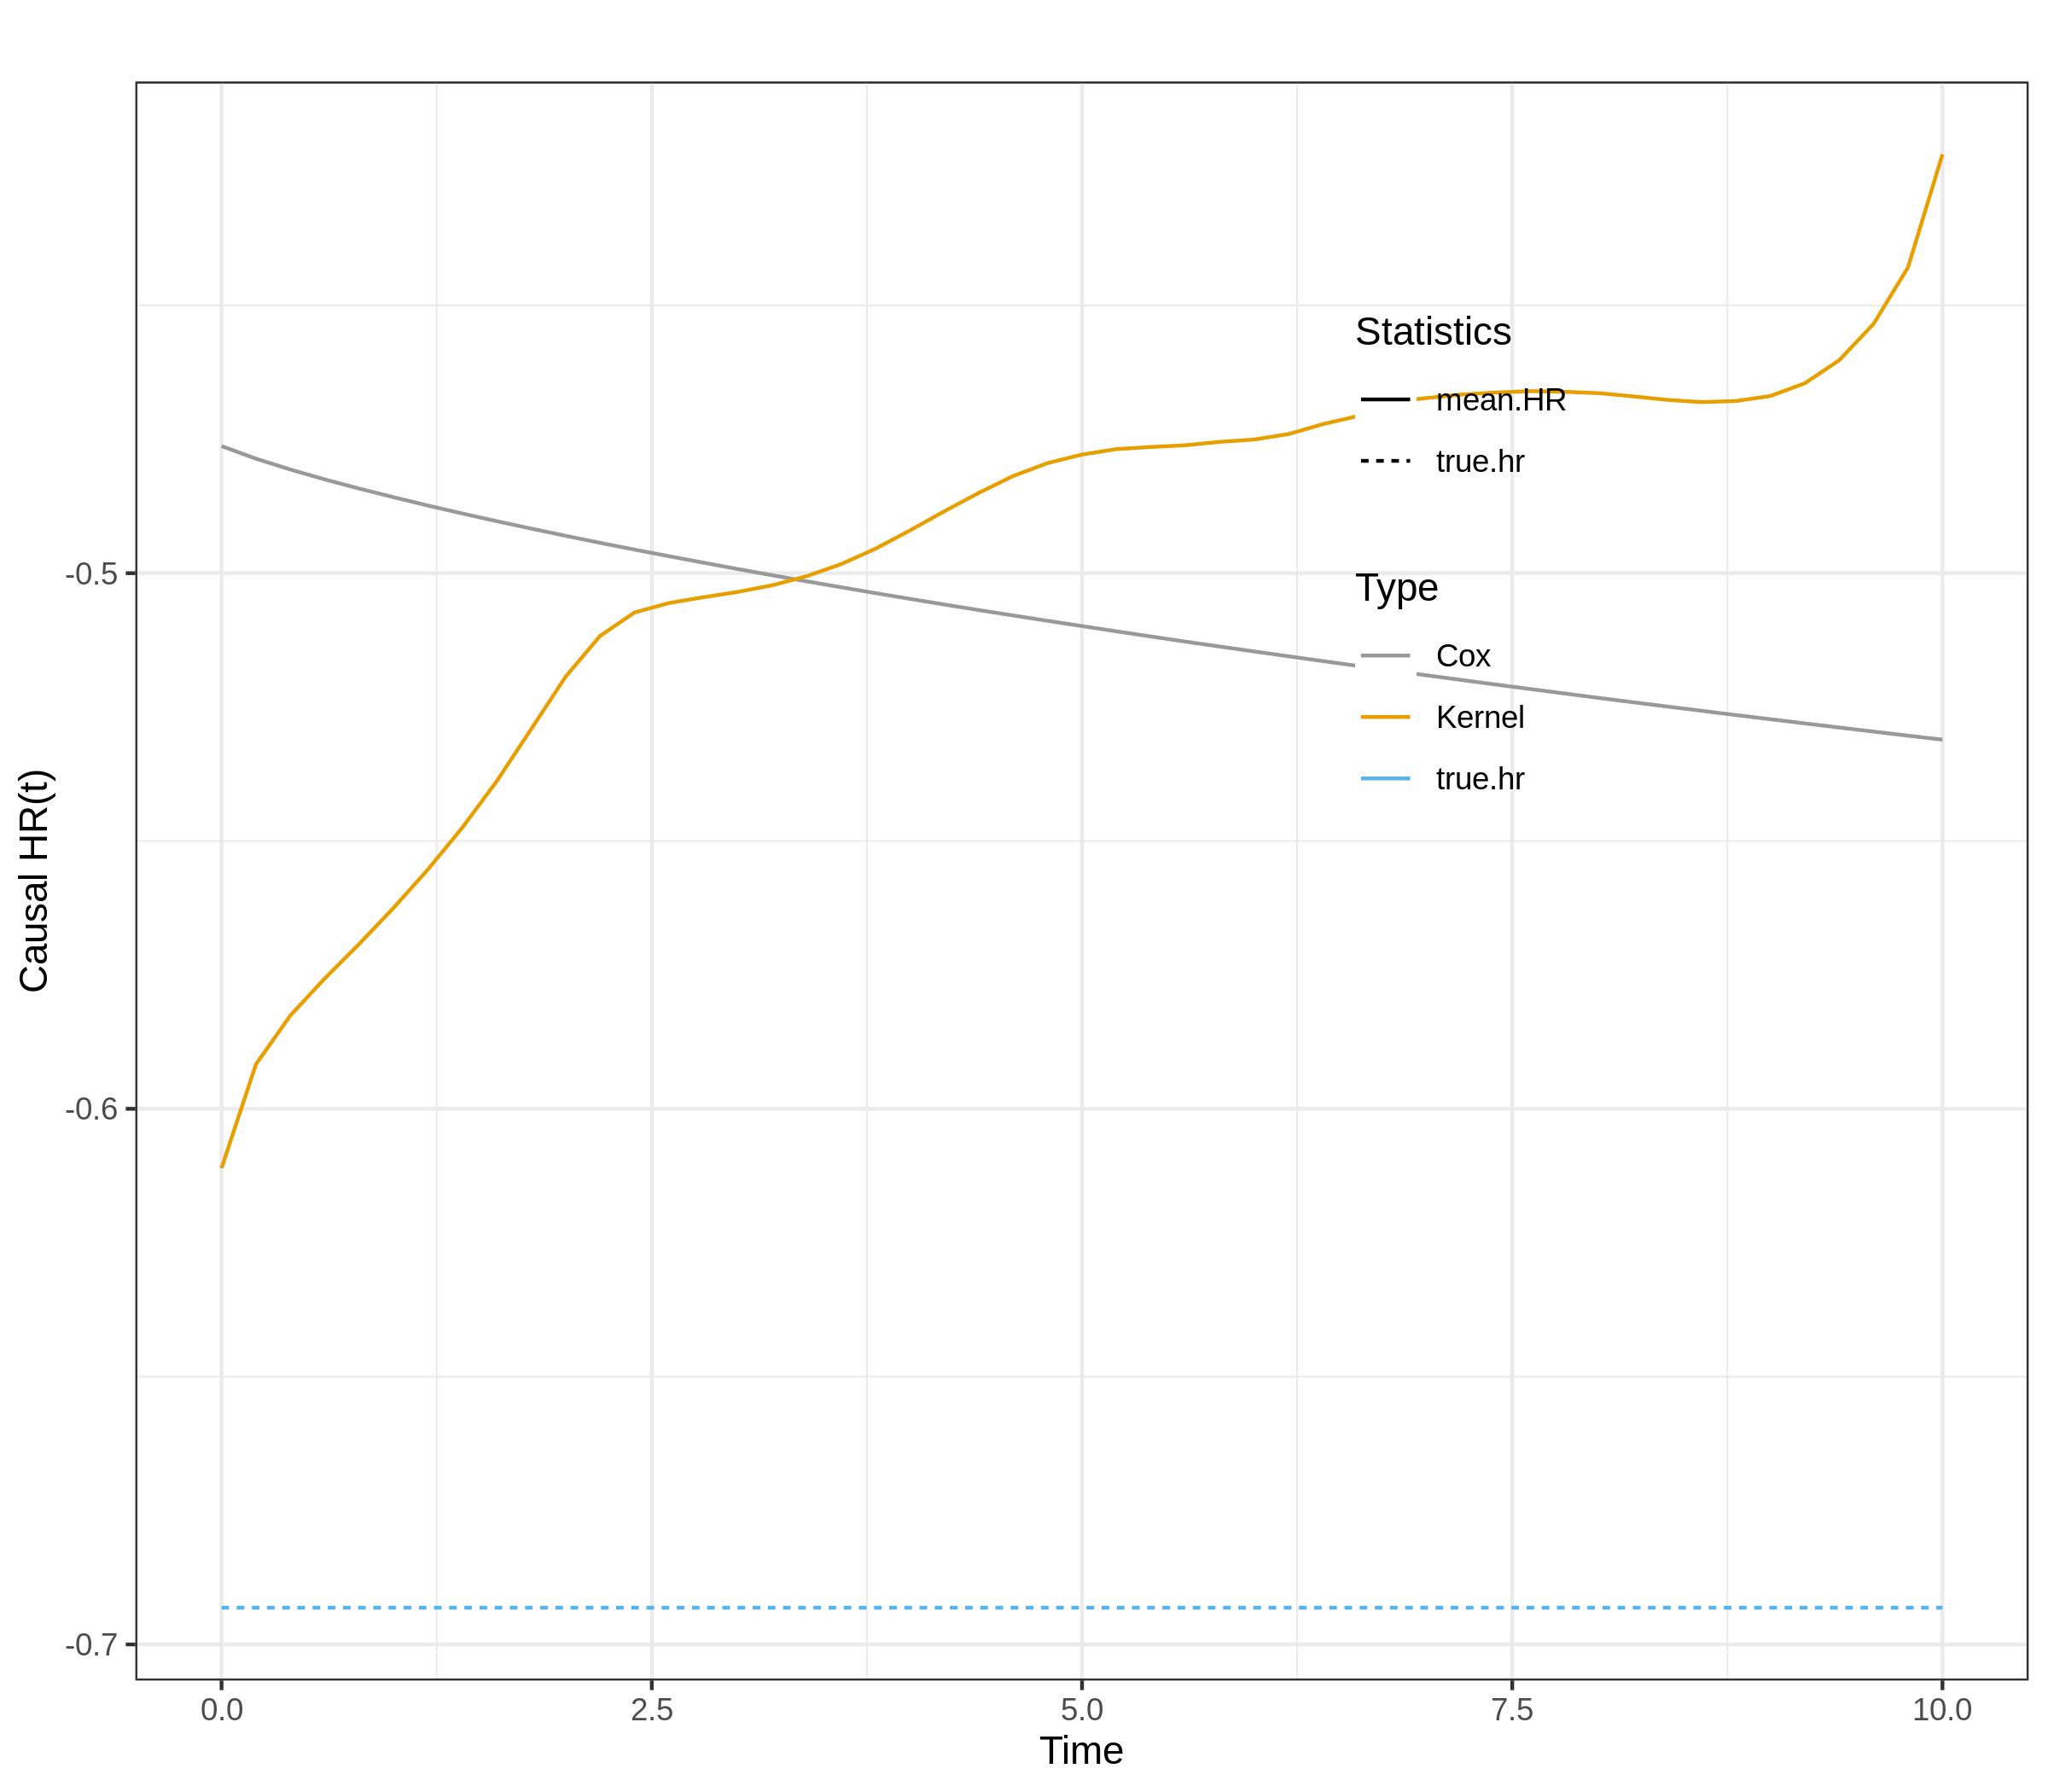 Statistics
mean.HR
true.hr
Type
Cox
Kernel
true.hr
Causal HR(t)
-0.5
-0.6
-0.7
0.0 2.5 5.0 7.5 10.0
Time